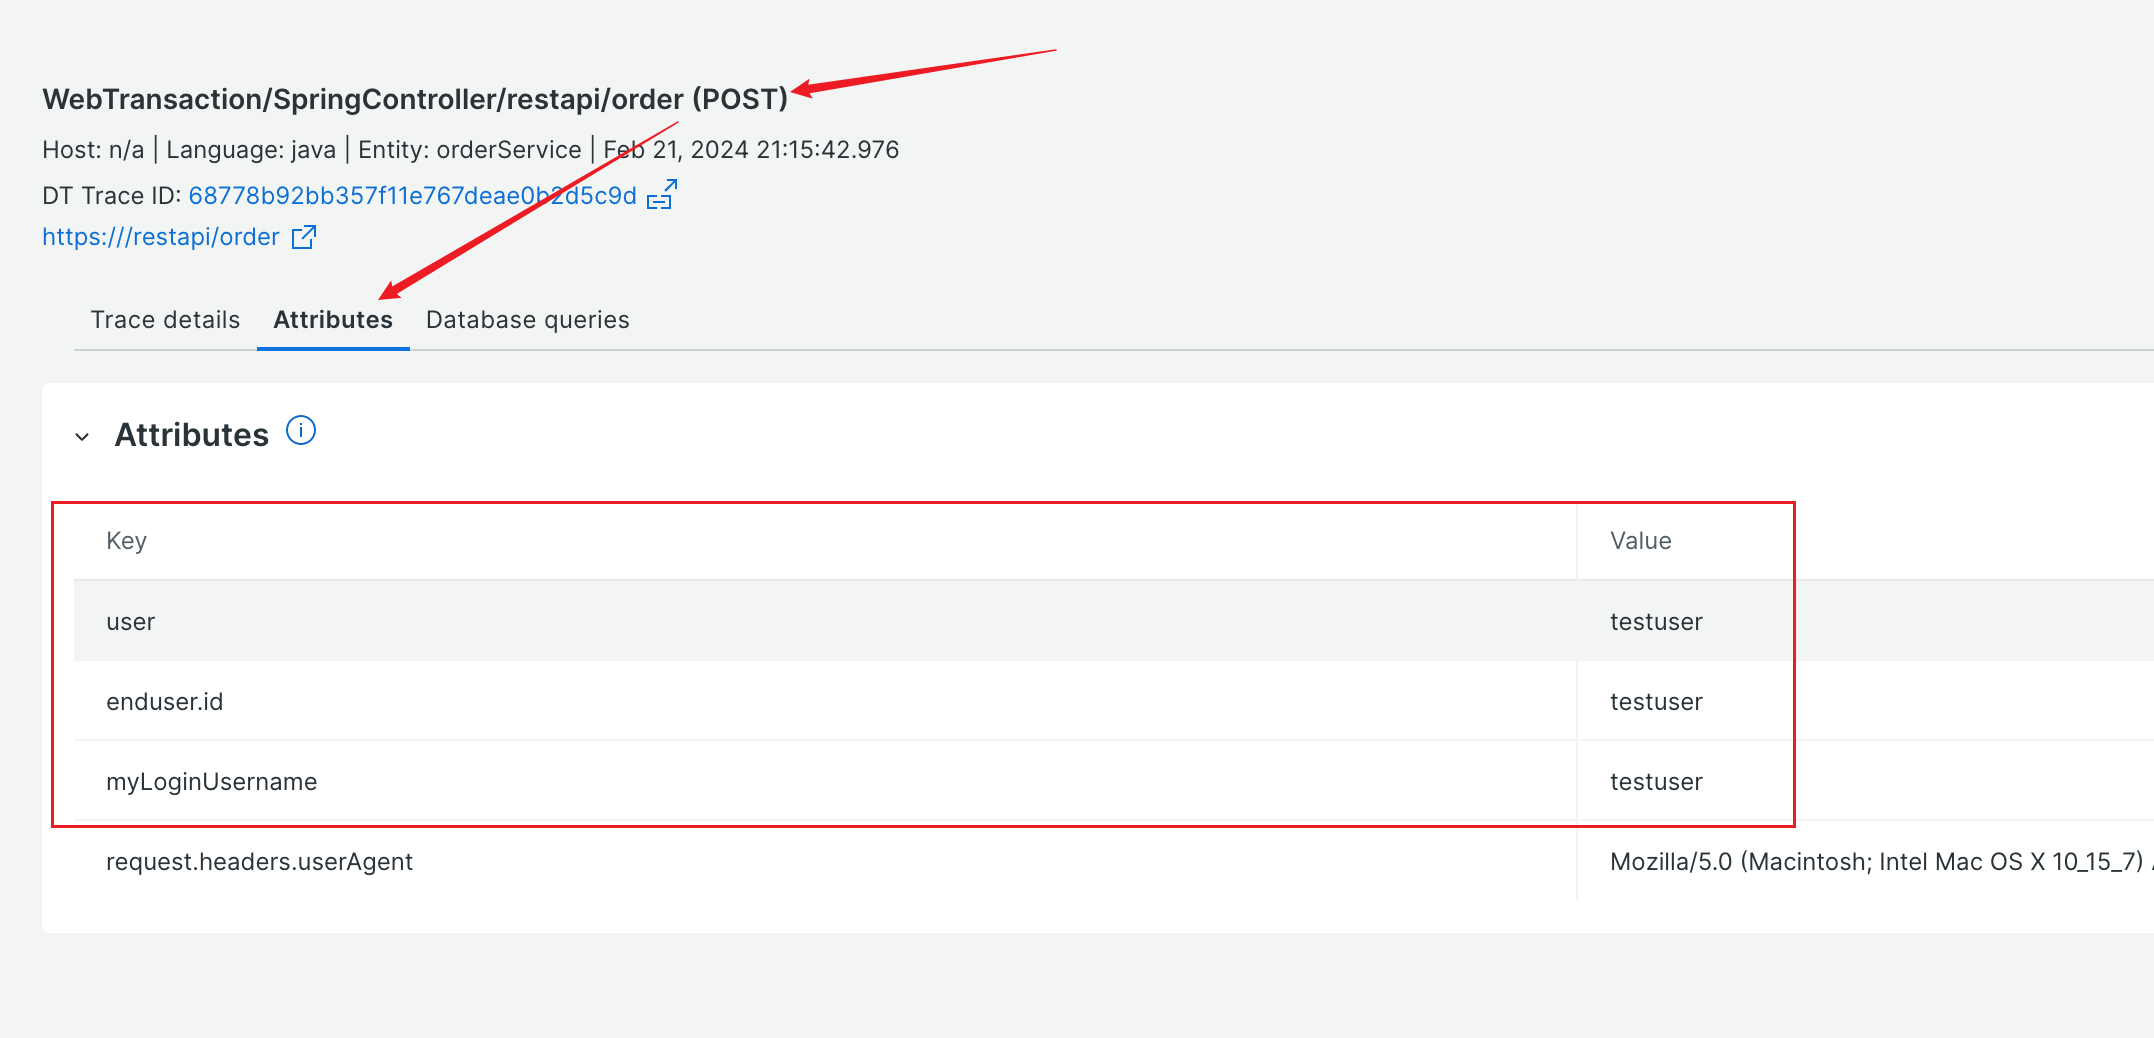 WebTransaction/SpringController/restapi/order (POST)
Host: n/a | Language: java | Entity: orderService | Feb 21, 2024 21:15:42.976
DT Trace ID: 68778b92bb357f11e767deae0b2d5c9d
https:///restapi/order
Trace details Attributes Database queries
Attributes
Key Value
user testuser
enduser.id testuser
myLoginUsername testuser
request.headers.userAgent Mozilla/5.0 (Macintosh; Intel Mac OS X 10_15_7)